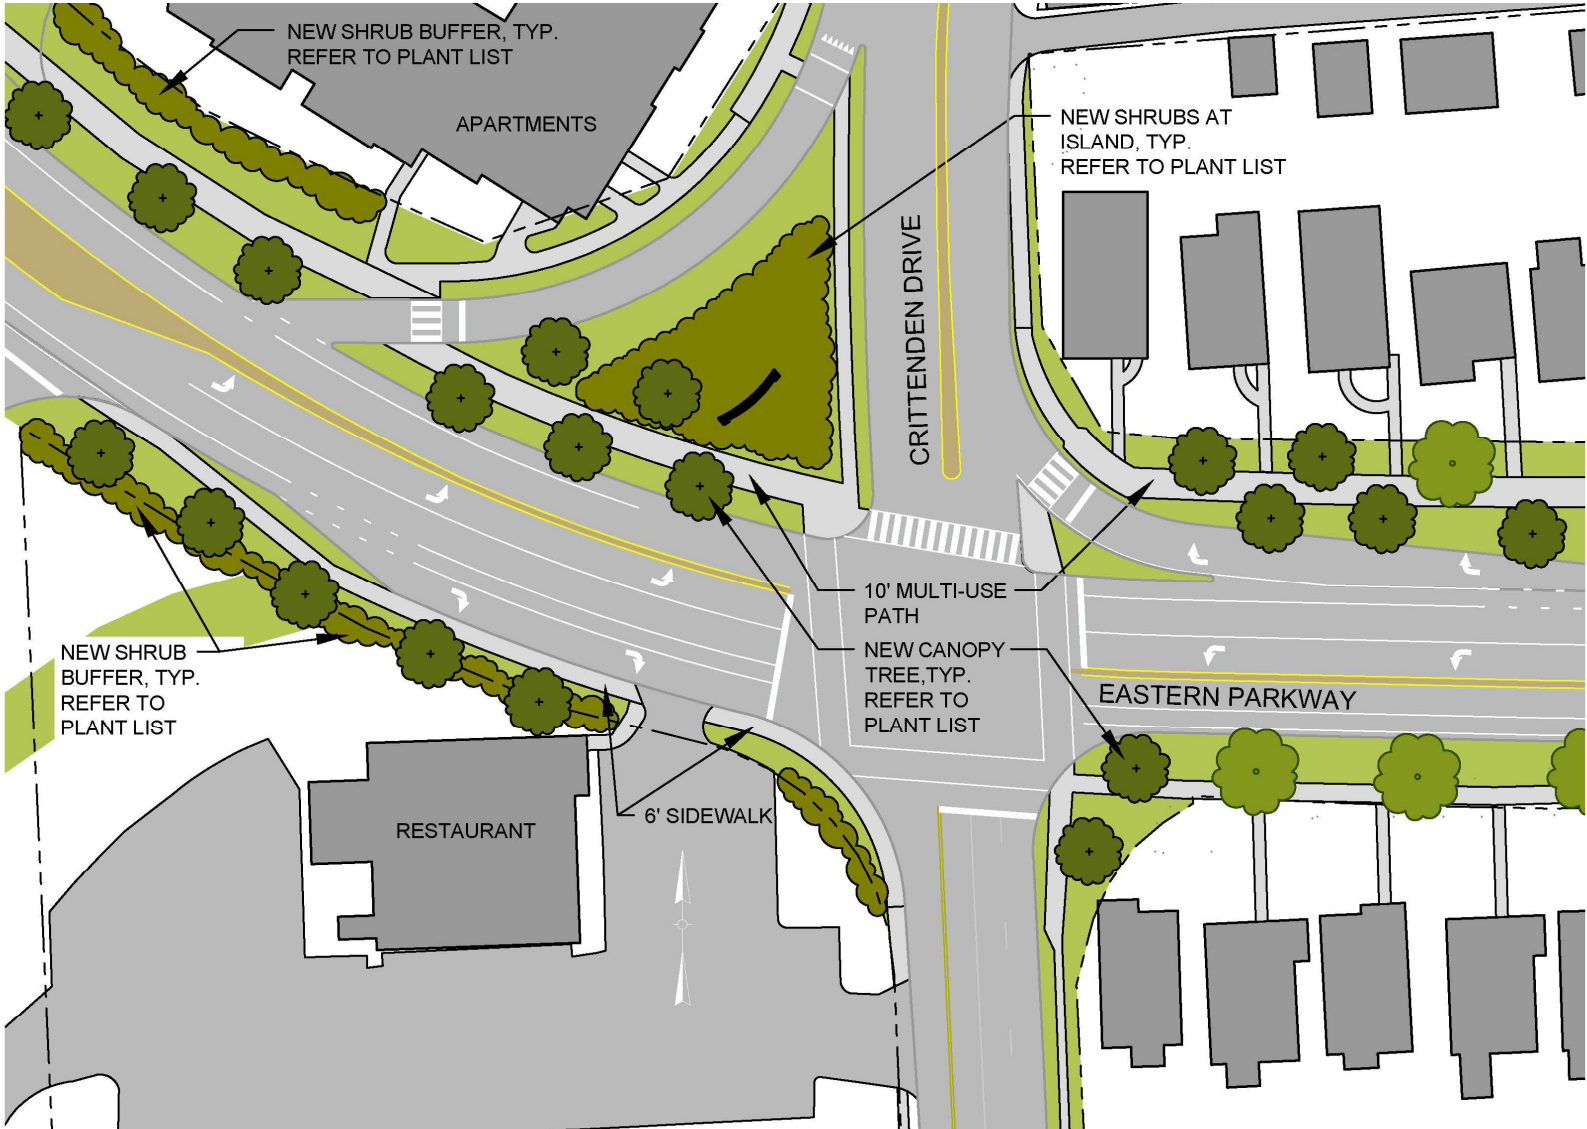 NEW SHRUB BUFFER, TYP.
REFER TO PLANT LIST
APARTMENTS
NEW SHRUBS AT
ISLAND, TYP.
REFER TO PLANT LIST
CRITTENDEN DRIVE
10' MULTI-USE
PATH
NEW CANOPY
TREE,TYP.
REFER TO
PLANT LIST
NEW SHRUB
BUFFER, TYP.
REFER TO
PLANT LIST
EASTERN PARKWAY
6' SIDEWALK
RESTAURANT